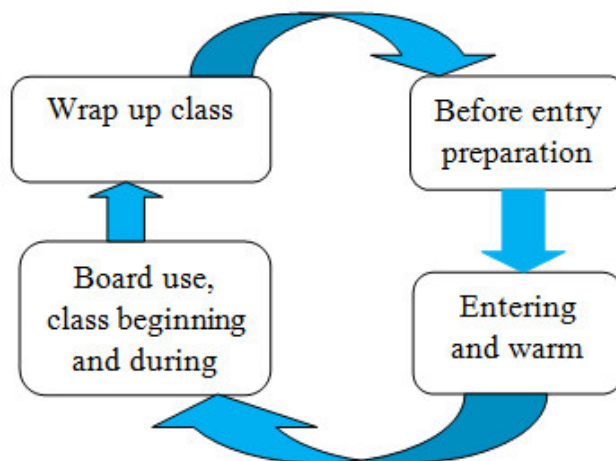 Wrap up class
Before entry
preparation
Board use,
class beginning
and during
Entering
and warm